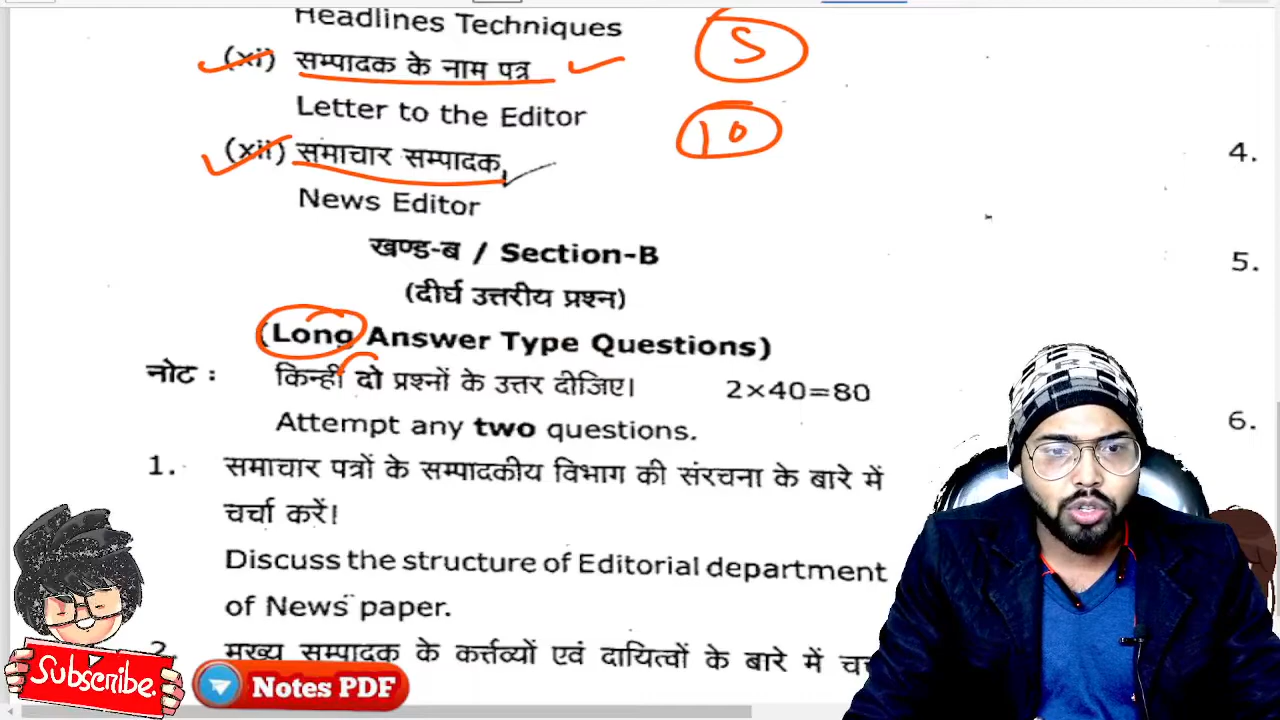 Headlines Techniques
(xi) सम्पादक के नाम पत्र
Letter to the Editor
(xii) समाचार सम्पादक,
News Editor
खण्ड-ब / Section-B
(दीर्घ उत्तरीय प्रश्न)
(Long Answer Type Questions)
नोट : किन्ही दो प्रश्नों के उत्तर दीजिए। 2×40=80
Attempt any two questions.
1. समाचार पत्रों के सम्पादकीय विभाग की संरचना के बारे में
चर्चा करें!
Discuss the structure of Editorial department
of News paper.
2. मुख्य सम्पादक के कर्त्तव्यों एवं दायित्वों के बारे में
5
10
4.
5.
6.
Subscribe.
Notes PDF